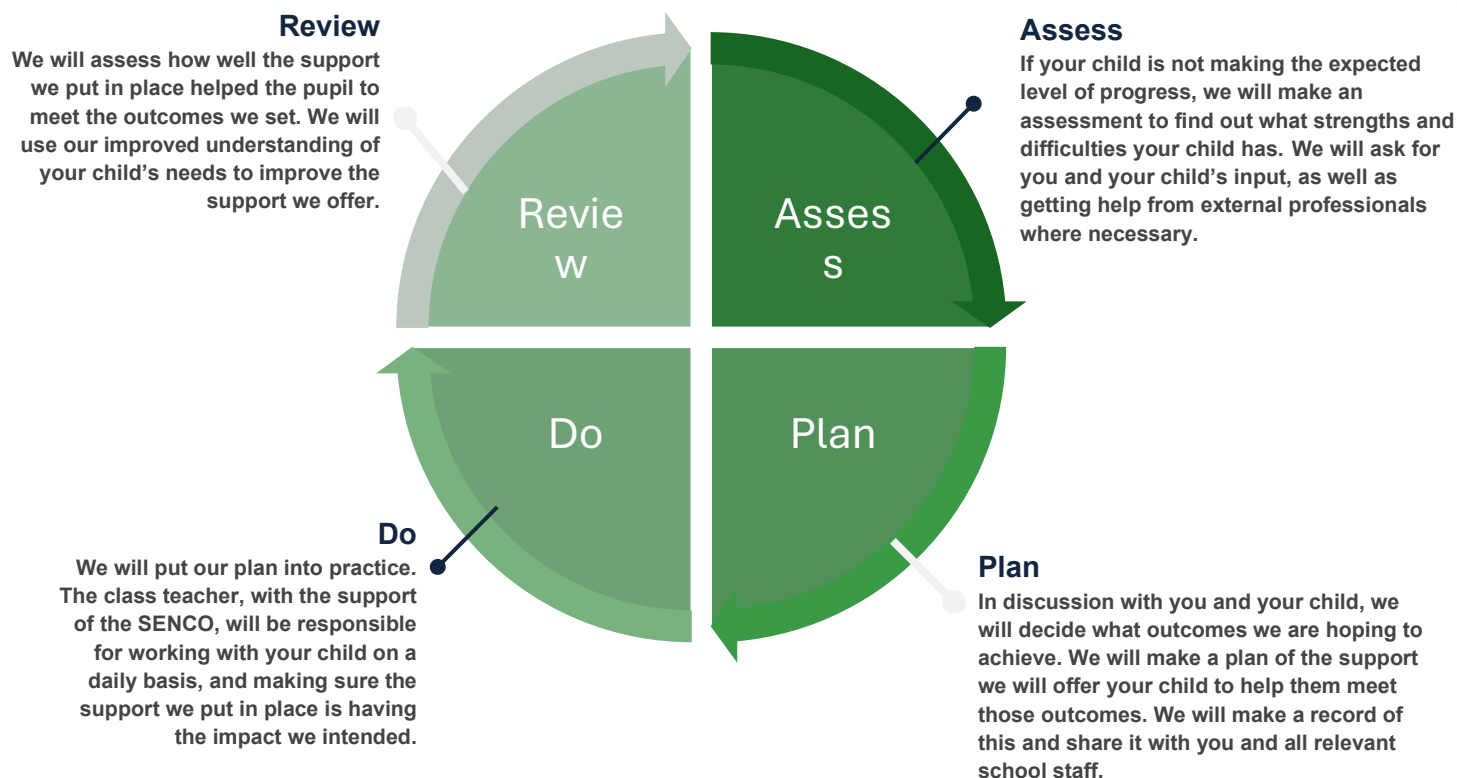 Review
We will assess how well the support
we put in place helped the pupil to
meet the outcomes we set. We will
use our improved understanding of
your child’s needs to improve the
support we offer.
Assess
If your child is not making the expected
level of progress, we will make an
assessment to find out what strengths and
difficulties your child has. We will ask for
you and your child’s input, as well as
getting help from external professionals
where necessary.
Revie
w
Asses
s
Do
Plan
Do
We will put our plan into practice.
The class teacher, with the support
of the SENCO, will be responsible
for working with your child on a
daily basis, and making sure the
support we put in place is having
the impact we intended.
Plan
In discussion with you and your child, we
will decide what outcomes we are hoping to
achieve. We will make a plan of the support
we will offer your child to help them meet
those outcomes. We will make a record of
this and share it with you and all relevant
school staff.